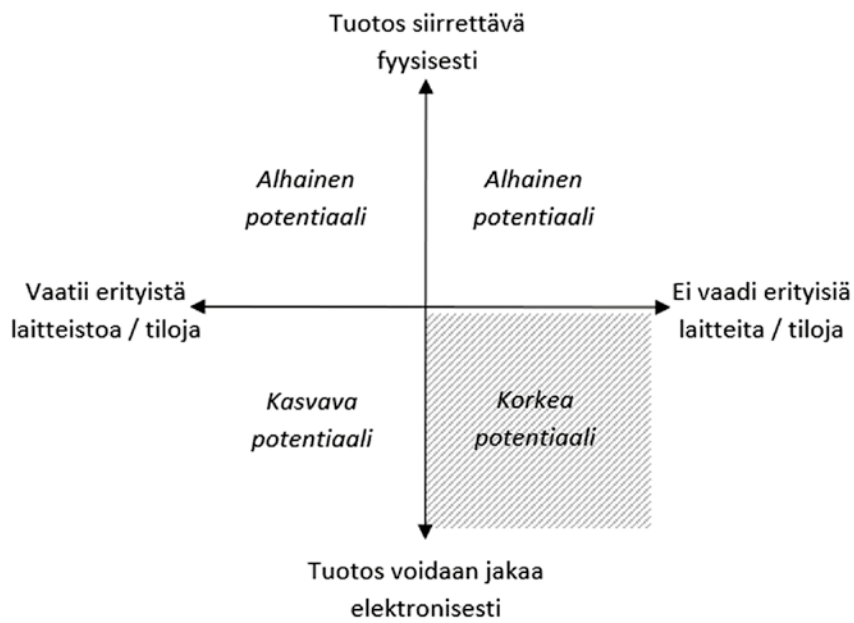 Tuotos siirrettävä
fyysisesti
Alhainen
potentiaali
Alhainen
potentiaali
Vaatii erityistä
laitteistoa / tiloja
Ei vaadi erityisiä
laitteita / tiloja
Kasvava
potentiaali
Korkea
potentiaali
Tuotos voidaan jakaa
elektronisesti